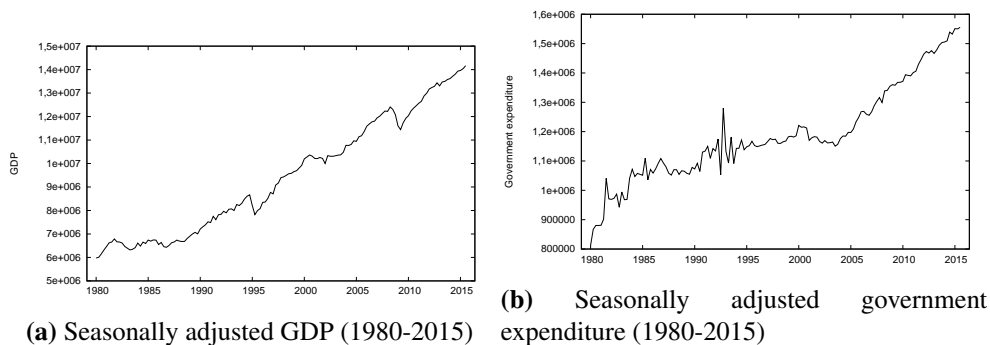 1,5e+007
1,4e+007
1,3e+007
1,2e+007
1,1e+007
1e+007
9e+006
8e+006
7e+006
6e+006
5e+006
GDP
1980 1985 1990 1995 2000 2005 2010 2015
(a) Seasonally adjusted GDP (1980-2015)
1,6e+006
1,5e+006
1,4e+006
1,3e+006
1,2e+006
1,1e+006
1e+006
900000
800000
Government expenditure
1980 1985 1990 1995 2000 2005 2010 2015
(b) Seasonally adjusted government
expenditure (1980-2015)